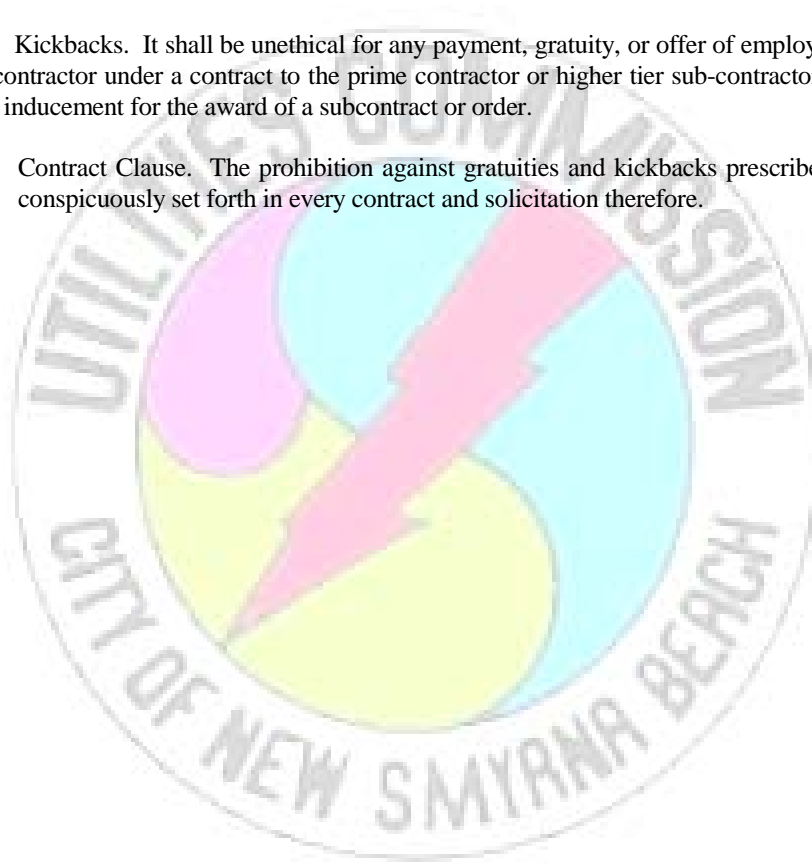 Kickbacks. It shall be unethical for any payment, gratuity, or offer of employ
contractor under a contract to the prime contractor or higher tier sub-contracto
inducement for the award of a subcontract or order.
Contract Clause. The prohibition against gratuities and kickbacks prescribe
conspicuously set forth in every contract and solicitation therefore.
UTILITIES COMMISSION
CITY OF NEW SMYRNA BEACH